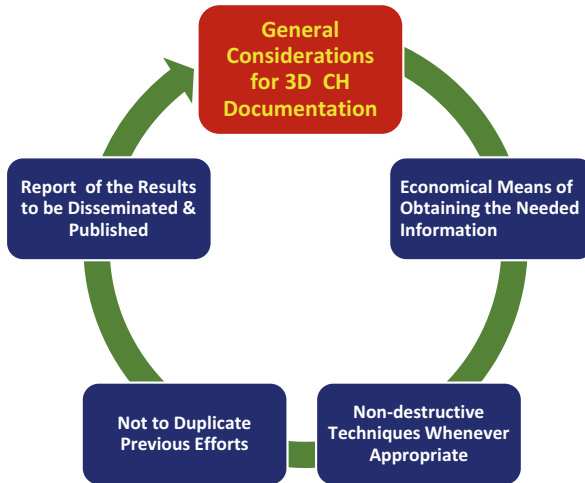 General
Considerations
for 3D CH
Documentation
Economical Means of
Obtaining the Needed
Information
Non-destructive
Techniques Whenever
Appropriate
Not to Duplicate
Previous Efforts
Report of the Results
to be Disseminated &
Published